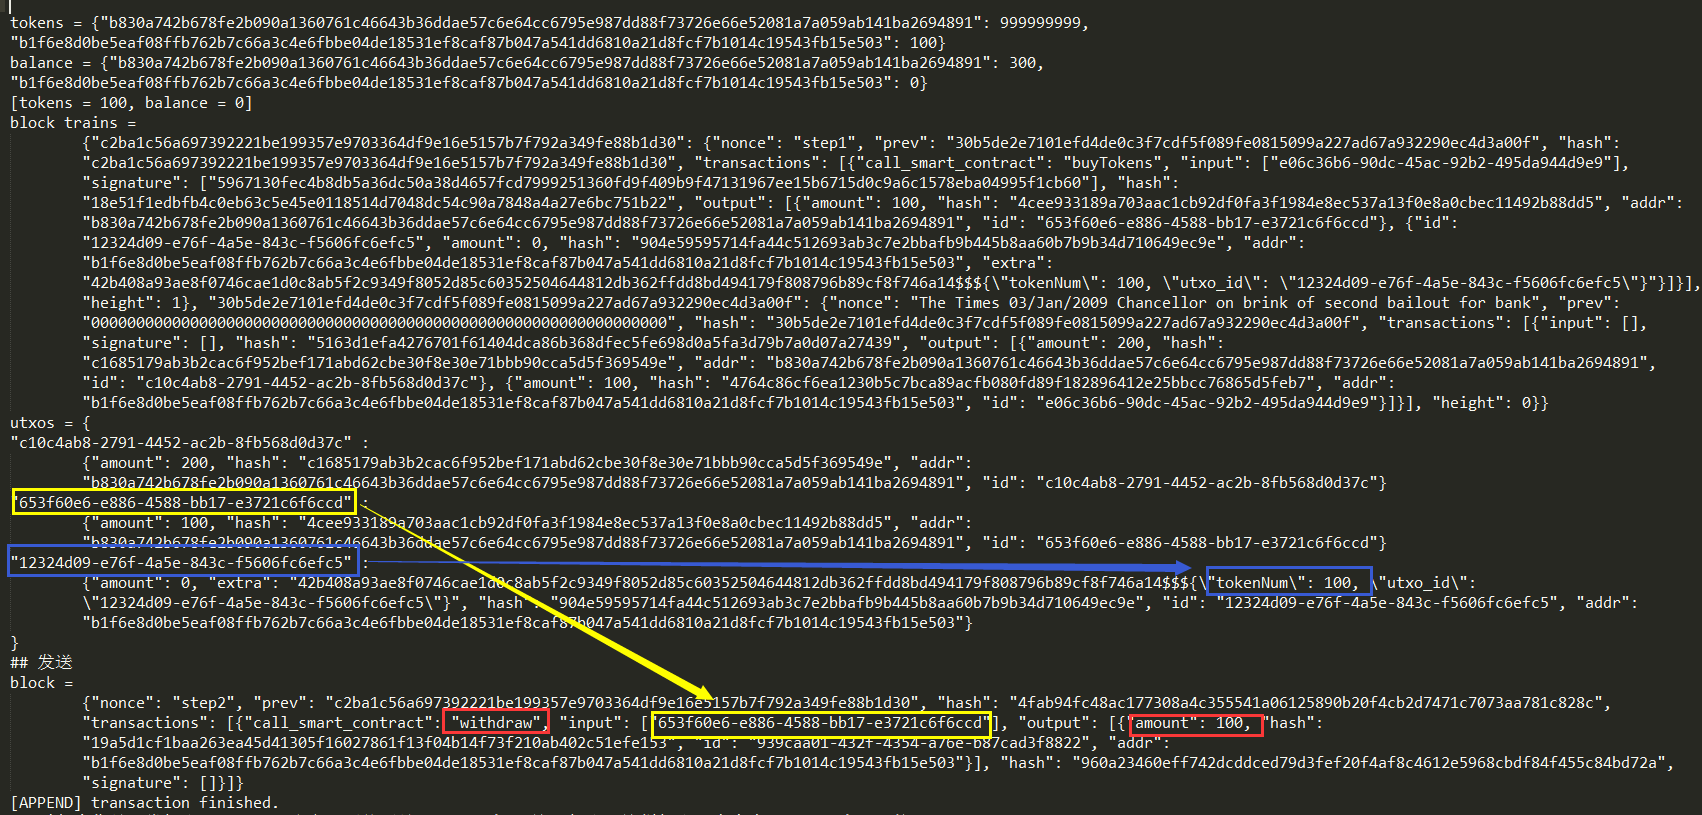 tokens = {"b830a742b678fe2b090a1360761c46643b36ddae57c6e64cc6795e987dd88f73726e66e52081a7a059ab141ba2694891": 999999999,
"b1f6e8d0be5eaf08ffb762b7c66a3c4e6fbbe04de18531ef8caf87b047a541dd6810a21d8fcf7b1014c19543fb15e503": 100}
balance = {"b830a742b678fe2b090a1360761c46643b36ddae57c6e64cc6795e987dd88f73726e66e52081a7a059ab141ba2694891": 300,
"b1f6e8d0be5eaf08ffb762b7c66a3c4e6fbbe04de18531ef8caf87b047a541dd6810a21d8fcf7b1014c19543fb15e503": 0}
[tokens = 100, balance = 0]
block trains =
{"c2ba1c56a697392221be199357e9703364df9e16e5157b7f792a349fe88b1d30": {"nonce": "step1", "prev": "30b5de2e7101efd4de0c3f7cdf5f089fe0815099a227ad67a932290ec4d3a00f", "hash":
"c2ba1c56a697392221be199357e9703364df9e16e5157b7f792a349fe88b1d30", "transactions": [{"call_smart_contract": "buyTokens", "input": ["e06c36b6-90dc-45ac-92b2-495da944d9e9"],
"signature": ["5967130fec4b8db5a36dc50a38d4657fcd7999251360fd9f409b9f47131967ee15b6715d0c9a6c1578eba04995f1cb60"], "hash":
"18e51f1edbfb4c0eb63c5e45e0118514d7048dc54c90a7848a4a27e6bc751b22", "output": [{"amount": 100, "hash": "4cee933189a703aac1cb92df0fa3f1984e8ec537a13f0e8a0cbec11492b88dd5", "addr":
"b830a742b678fe2b090a1360761c46643b36ddae57c6e64cc6795e987dd88f73726e66e52081a7a059ab141ba2694891", "id": "653f60e6-e886-4588-bb17-e3721c6f6ccd"}, {"id":
"12324d09-e76f-4a5e-843c-f5606fc6efc5", "amount": 0, "hash": "904e59595714fa44c512693ab3c7e2bbafb9b445b8aa60b7b9b34d710649ec9e", "addr":
"b1f6e8d0be5eaf08ffb762b7c66a3c4e6fbbe04de18531ef8caf87b047a541dd6810a21d8fcf7b1014c19543fb15e503", "extra":
"42b408a93ae8f0746cae1d0c8ab5f2c9349f8052d85c60352504644812db362ffdd8bd494179f808796b89cf8f746a14$$${\"tokenNum\": 100, \"utxo_id\": \"12324d09-e76f-4a5e-843c-f5606fc6efc5\"}"}]}],
"height": 1}, "30b5de2e7101efd4de0c3f7cdf5f089fe0815099a227ad67a932290ec4d3a00f": {"nonce": "The Times 03/Jan/2009 Chancellor on brink of second bailout for bank", "prev":
"0000000000000000000000000000000000000000000000000000000000000000", "hash": "30b5de2e7101efd4de0c3f7cdf5f089fe0815099a227ad67a932290ec4d3a00f", "transactions": [{"input": [],
"signature": [], "hash": "5163d1efa4276701f61404dca86b368dfec5fe698d0a5fa3d79b7a0d07a27439", "output": [{"amount": 200, "hash":
"c1685179ab3b2cac6f952bef171abd62cbe30f8e30e71bbb90cca5d5f369549e", "addr": "b830a742b678fe2b090a1360761c46643b36ddae57c6e64cc6795e987dd88f73726e66e52081a7a059ab141ba2694891",
"id": "c10c4ab8-2791-4452-ac2b-8fb568d0d37c"}, {"amount": 100, "hash": "4764c86cf6ea1230b5c7bca89acfb080fd89f182896412e25bbcc76865d5feb7", "addr":
"b1f6e8d0be5eaf08ffb762b7c66a3c4e6fbbe04de18531ef8caf87b047a541dd6810a21d8fcf7b1014c19543fb15e503", "id": "e06c36b6-90dc-45ac-92b2-495da944d9e9"}]}], "height": 0}}
utxos = {
"c10c4ab8-2791-4452-ac2b-8fb568d0d37c" :
{"amount": 200, "hash": "c1685179ab3b2cac6f952bef171abd62cbe30f8e30e71bbb90cca5d5f369549e", "addr":
"b830a742b678fe2b090a1360761c46643b36ddae57c6e64cc6795e987dd88f73726e66e52081a7a059ab141ba2694891", "id": "c10c4ab8-2791-4452-ac2b-8fb568d0d37c"}
"653f60e6-e886-4588-bb17-e3721c6f6ccd" :
{"amount": 100, "hash": "4cee933189a703aac1cb92df0fa3f1984e8ec537a13f0e8a0cbec11492b88dd5", "addr":
"b830a742b678fe2b090a1360761c46643b36ddae57c6e64cc6795e987dd88f73726e66e52081a7a059ab141ba2694891", "id": "653f60e6-e886-4588-bb17-e3721c6f6ccd"}
"12324d09-e76f-4a5e-843c-f5606fc6efc5" :
{"amount": 0, "extra": "42b408a93ae8f0746cae1d0c8ab5f2c9349f8052d85c60352504644812db362ffdd8bd494179f808796b89cf8f746a14$$${\"tokenNum\": 100, \"utxo_id\":
\"12324d09-e76f-4a5e-843c-f5606fc6efc5\"}", "hash": "904e59595714fa44c512693ab3c7e2bbafb9b445b8aa60b7b9b34d710649ec9e", "id": "12324d09-e76f-4a5e-843c-f5606fc6efc5", "addr":
"b1f6e8d0be5eaf08ffb762b7c66a3c4e6fbbe04de18531ef8caf87b047a541dd6810a21d8fcf7b1014c19543fb15e503"}
}
## 发送
block =
{"nonce": "step2", "prev": "c2ba1c56a697392221be199357e9703364df9e16e5157b7f792a349fe88b1d30", "hash": "4fab94fc48ac177308a4c355541a06125890b20f4cb2d7471c7073aa781c828c",
"transactions": [{"call_smart_contract": "withdraw", "input": ["653f60e6-e886-4588-bb17-e3721c6f6ccd"], "output": [{"amount": 100, "hash":
"19a5d1cf1baa263ea45d41305f16027861f13f04b14f73f210ab402c51efe153", "id": "939caa01-432f-4354-a76e-b87cad3f8822", "addr":
"b1f6e8d0be5eaf08ffb762b7c66a3c4e6fbbe04de18531ef8caf87b047a541dd6810a21d8fcf7b1014c19543fb15e503"}], "hash": "960a23460eff742dcddced79d3fef20f4af8c4612e5968cbdf84f455c84bd72a",
"signature": []}]}
[APPEND] transaction finished.